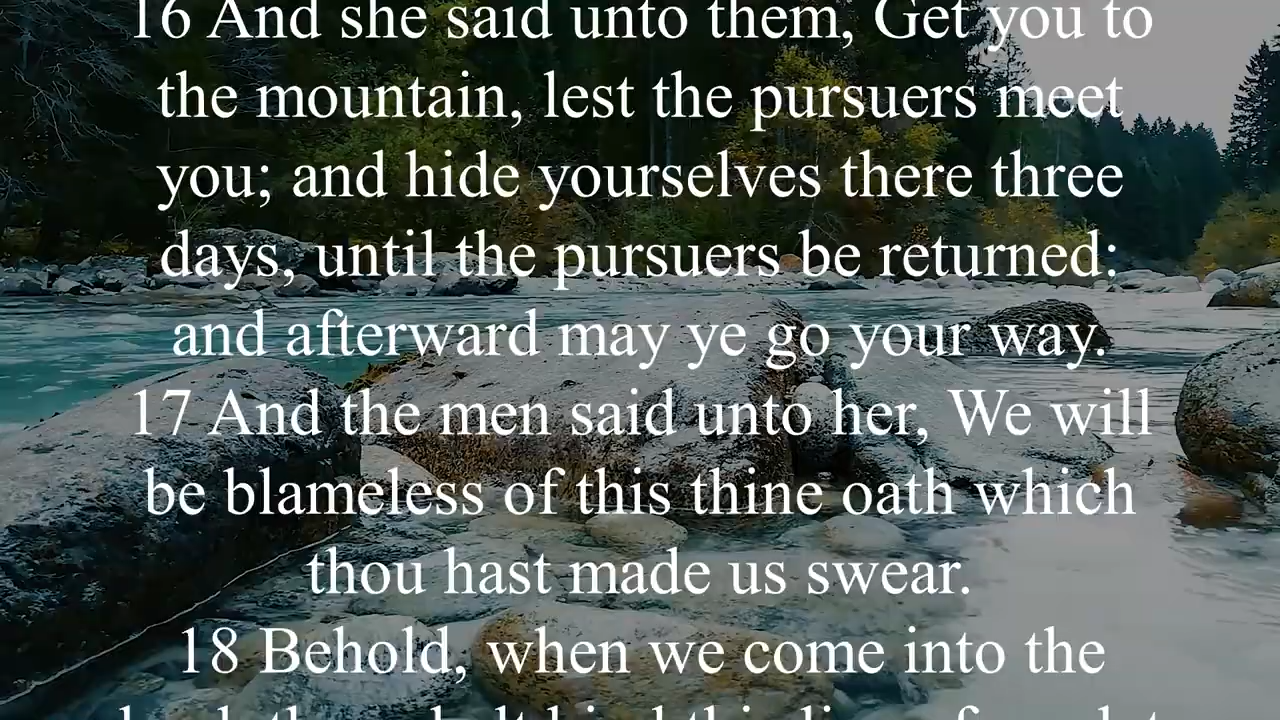 16 And she said unto them, Get you to
the mountain, lest the pursuers meet
you; and hide yourselves there three
days, until the pursuers be returned:
and afterward may ye go your way.
17 And the men said unto her, We will
be blameless of this thine oath which
thou hast made us swear.
18 Behold, when we come into the